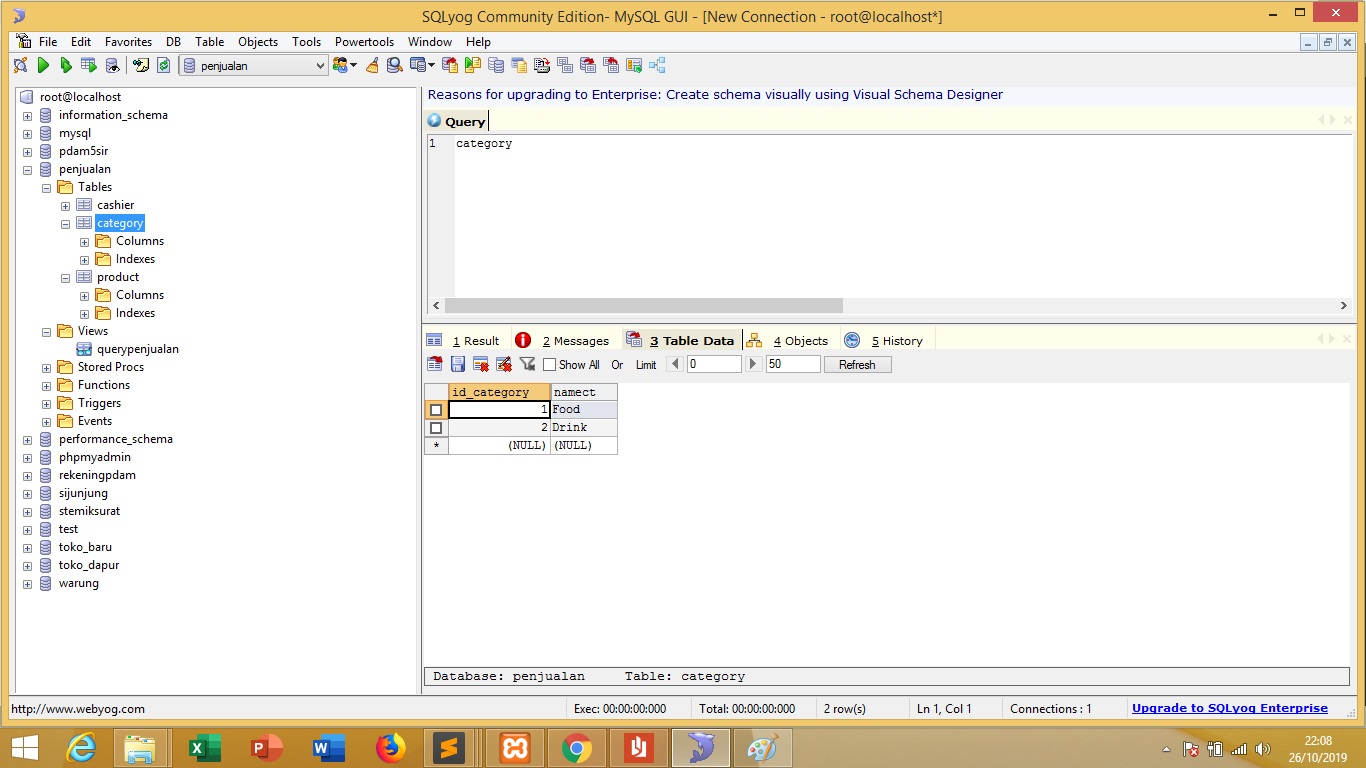 SQLyog Community Edition- MySQL GUI - [New Connection - root@localhost*]
File Edit Favorites DB Table Objects Tools Powertools Window Help
penjualan
root@localhost
information_schema
mysql
pdam5sir
penjualan
Tables
cashier
category
Columns
Indexes
product
Columns
Indexes
Views
querypenjualan
Stored Procs
Functions
Triggers
Events
performance_schema
phpmyadmin
rekeningpdam
sijunjung
stemiksurat
test
toko_baru
toko_dapur
warung
Reasons for upgrading to Enterprise: Create schema visually using Visual Schema Designer
Query
1 category
1 Result 2 Messages 3 Table Data 4 Objects 5 History
Show All Or Limit 0 50 Refresh
id_category namect
1 Food
2 Drink
* (NULL) (NULL)
Database: penjualan Table: category
http://www.webyog.com Exec: 00:00:00:000 Total: 00:00:00:000 2 row(s) Ln 1, Col 1 Connections : 1 Upgrade to SQLyog Enterprise
22:08
26/10/2019